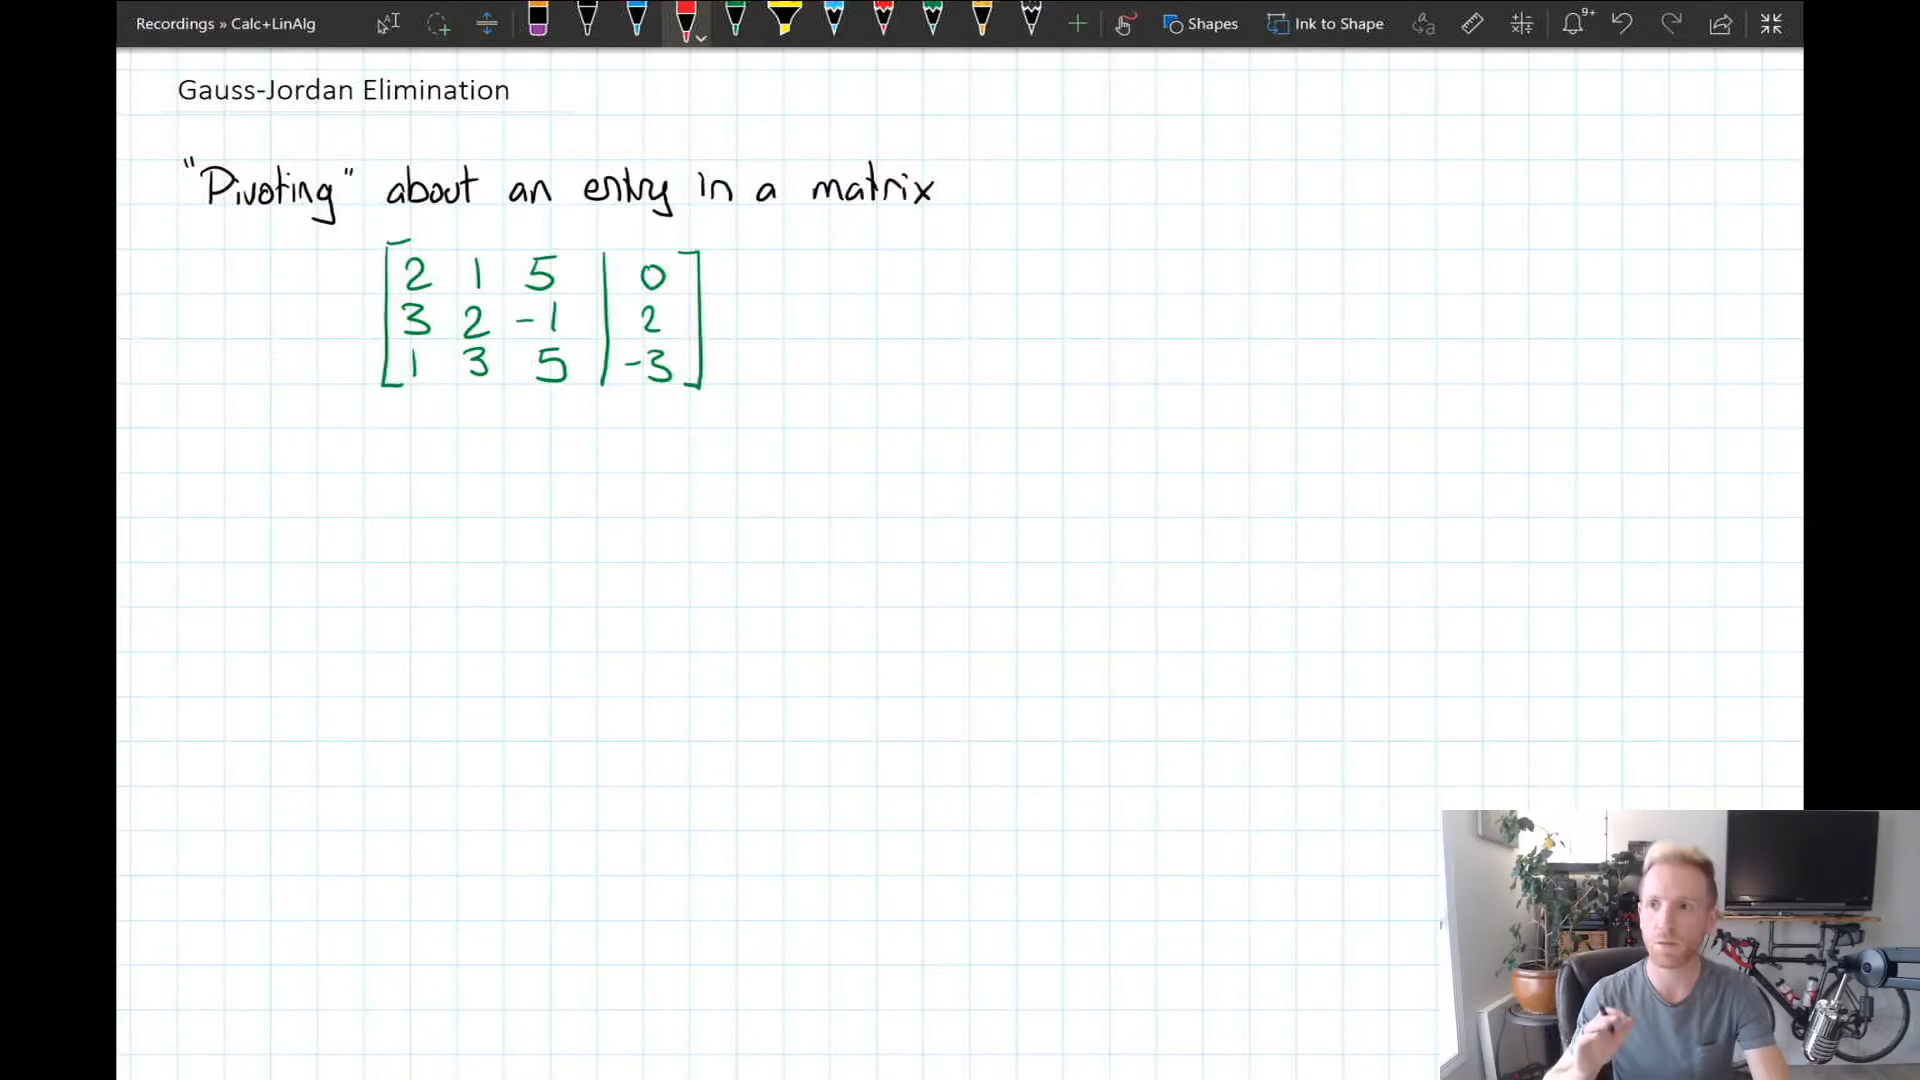 Recordings » Calc+LinAlg
Shapes
Ink to Shape
9+
Gauss-Jordan Elimination
"Pivoting" about an entry in a matrix
2 1 5 | 0
3 2 -1 | 2
1 3 5 | -3